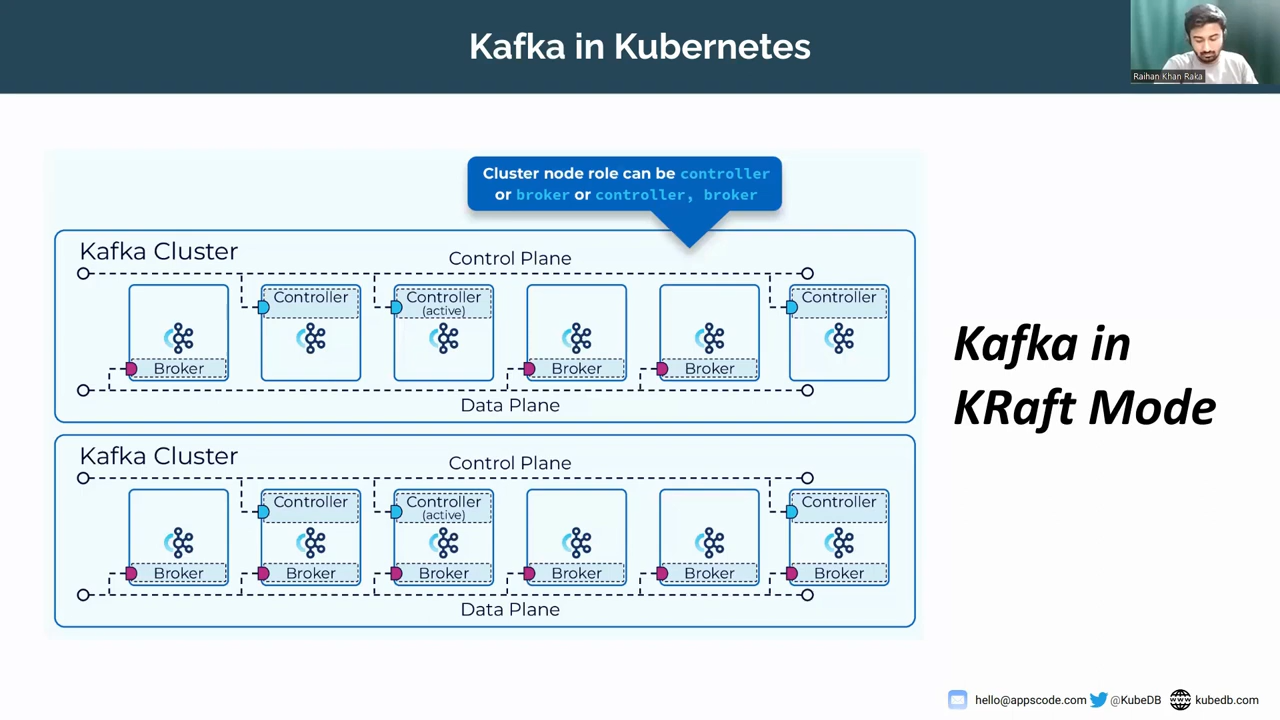 Kafka in Kubernetes
Raihan Khan Raka
Cluster node role can be controller
or broker or controller, broker
Kafka Cluster
Control Plane
Controller
Controller
(active)
Controller
Broker
Broker
Broker
Data Plane
Kafka Cluster
Control Plane
Controller
Controller
(active)
Controller
Broker
Broker
Broker
Broker
Broker
Broker
Data Plane
Kafka in
KRaft Mode
hello@appscode.com @KubeDB kubedb.com